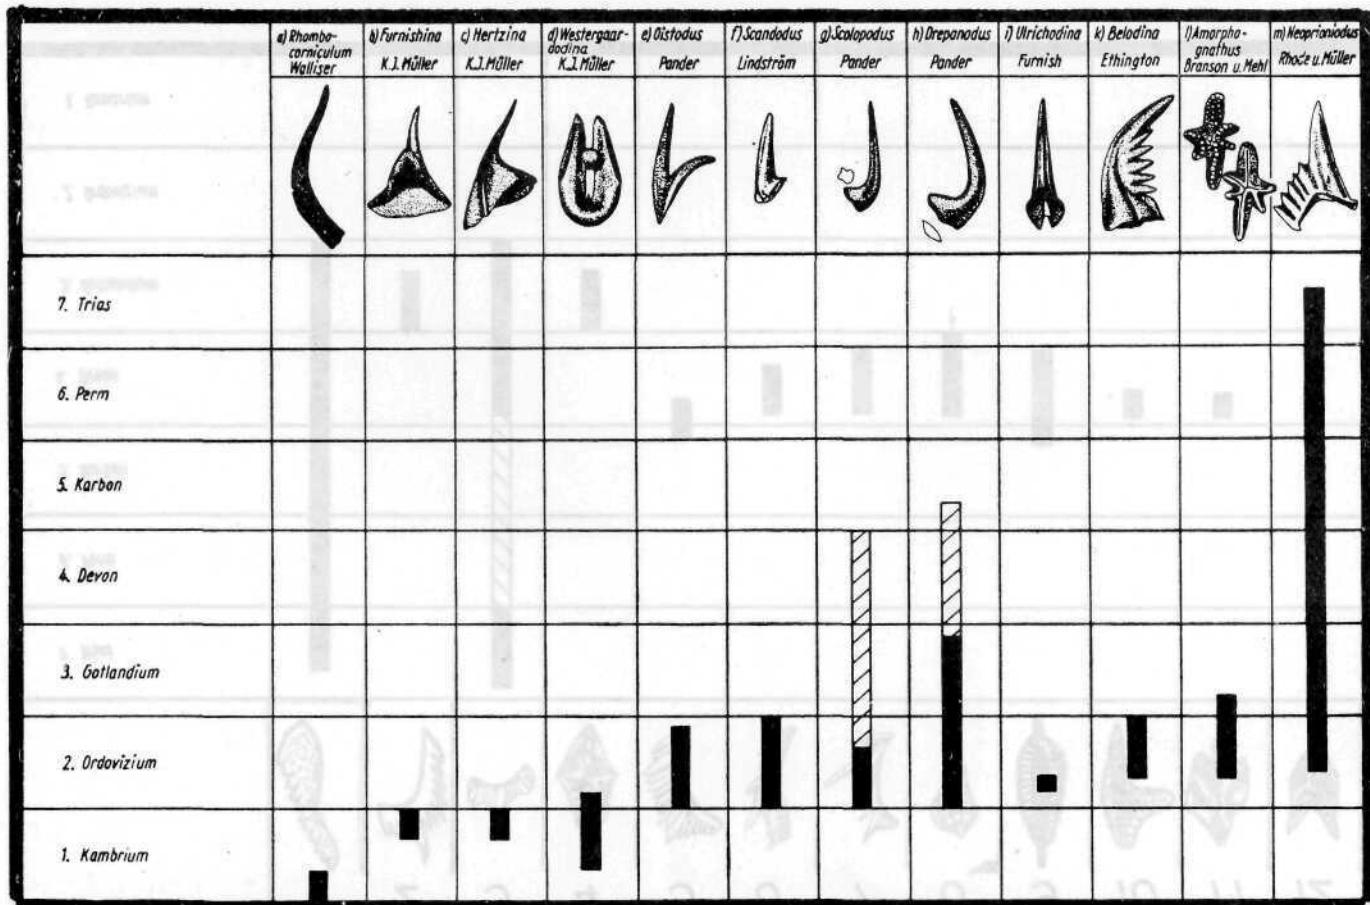 a) Rhombo-
corniculum
Walliser
b) Furnishina
K.J. Müller
c) Hertzina
K.J. Müller
d) Westergaar-
dodina
K.J. Müller
e) Oistodus
Pander
f) Scandodus
Lindström
g) Scolopodus
Pander
h) Drepanodus
Pander
i) Ulrichodina
Furnish
k) Belodina
Ethington
l) Amorpho-
gnathus
Branson u. Mehl
m) Neoprioniodus
Rhode u. Müller
7. Trias
6. Perm
5. Karbon
4. Devon
3. Gotlandium
2. Ordovizium
1. Kambrium